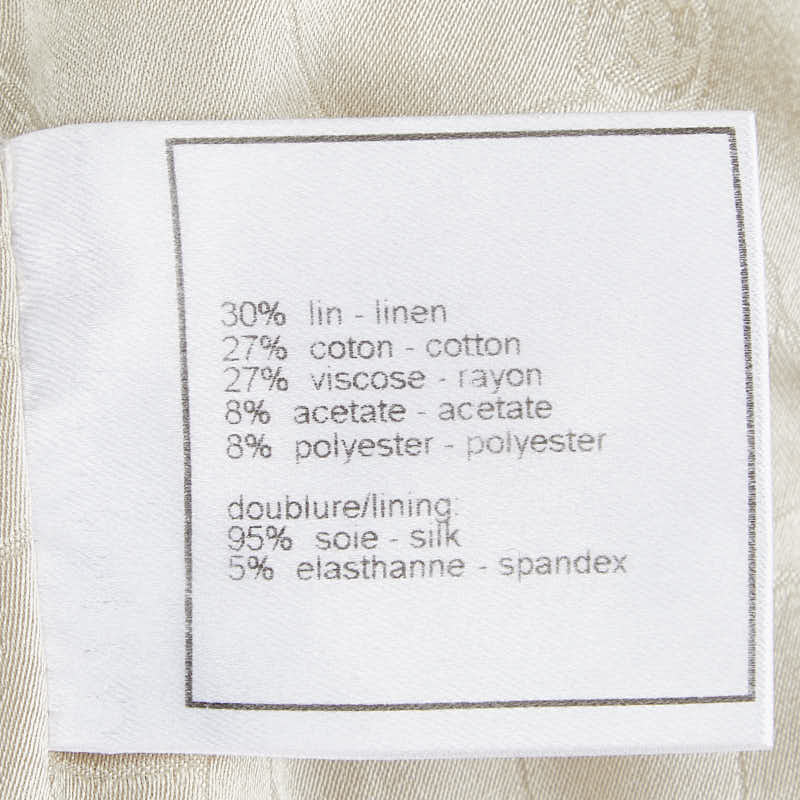 30% lin - linen
27% coton - cotton
27% viscose - rayon
8% acetate - acetate
8% polyester - polyester
doublure/lining:
95% soie - silk
5% elasthanne - spandex